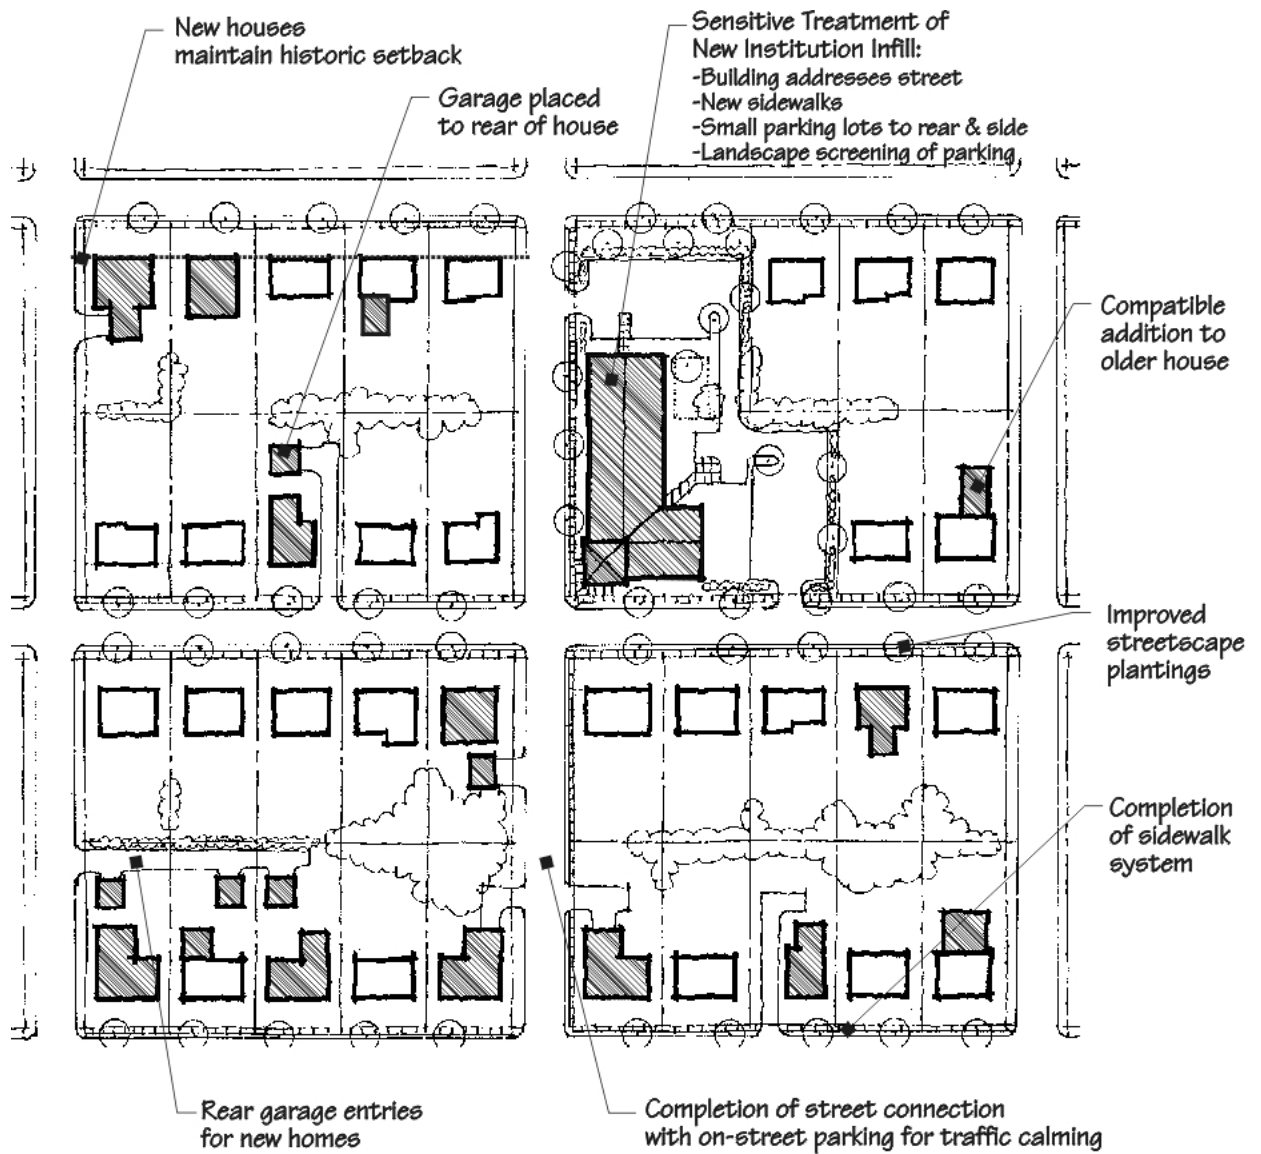 New houses
maintain historic setback
Garage placed
to rear of house
Sensitive Treatment of
New Institution Infill:
-Building addresses street
-New sidewalks
-Small parking lots to rear & side
-Landscape screening of parking
Compatible
addition to
older house
Improved
streetscape
plantings
Completion
of sidewalk
system
Rear garage entries
for new homes
Completion of street connection
with on-street parking for traffic calming